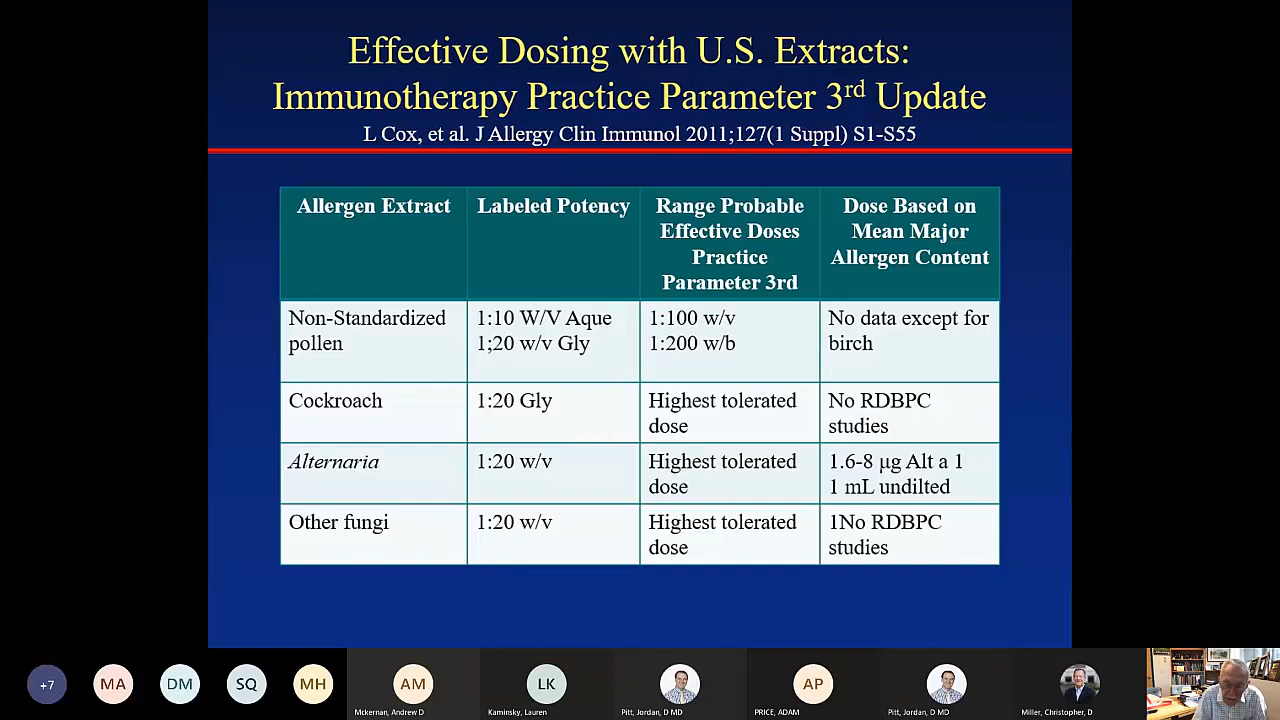 Effective Dosing with U.S. Extracts:
Immunotherapy Practice Parameter 3rd Update
L Cox, et al. J Allergy Clin Immunol 2011;127(1 Suppl) S1-S55
Allergen Extract
Labeled Potency
Range Probable
Effective Doses
Practice
Parameter 3rd
Dose Based on
Mean Major
Allergen Content
Non-Standardized
pollen
1:10 W/V Aque
1;20 w/v Gly
1:100 w/v
1:200 w/b
No data except for
birch
Cockroach
1:20 Gly
Highest tolerated
dose
No RDBPC
studies
Alternaria
1:20 w/v
Highest tolerated
dose
1.6-8 µg Alt a 1
1 mL undilted
Other fungi
1:20 w/v
Highest tolerated
dose
1No RDBPC
studies
+7
MA
DM
SQ
MH
AM
Mckernan, Andrew D
LK
Kaminsky, Lauren
Pitt, Jordan, D MD
AP
PRICE, ADAM
Pitt, Jordan, D MD
Miller, Christopher, D